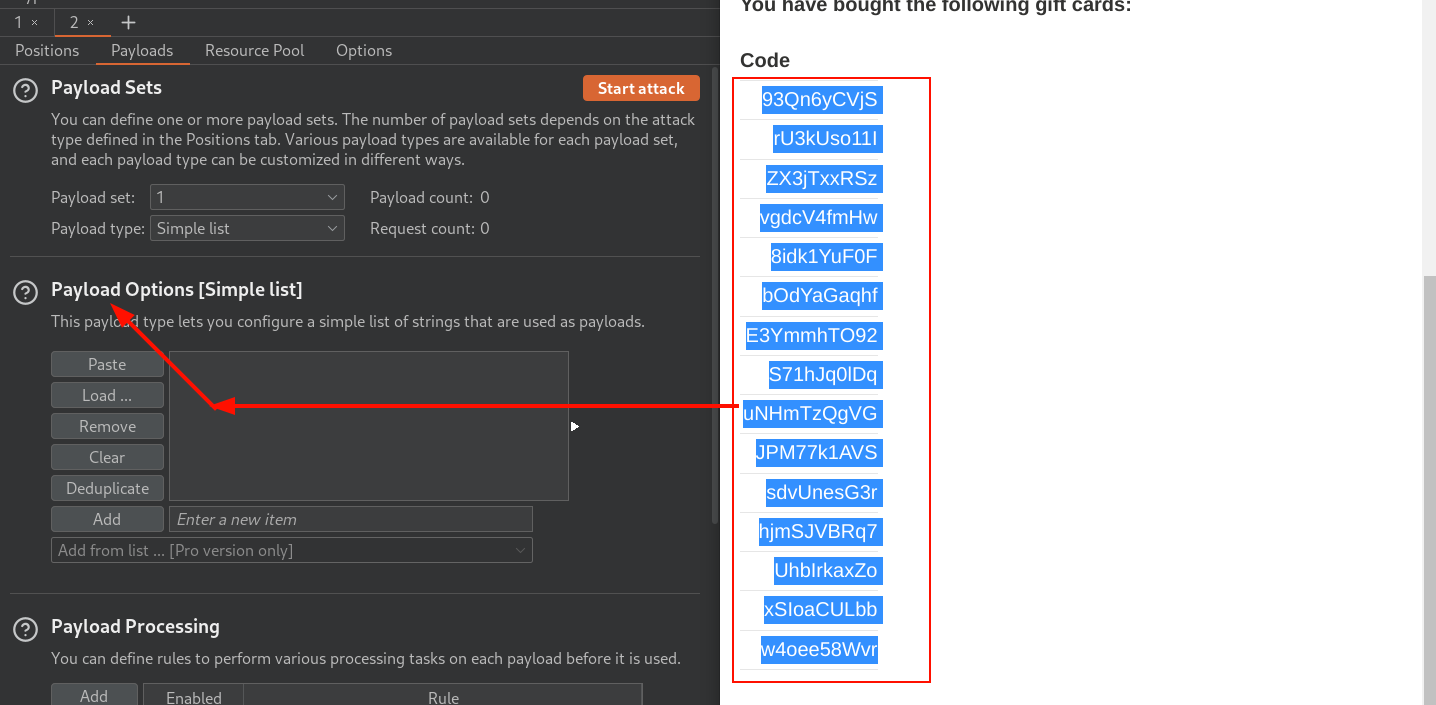 1 × 2 × +
Positions Payloads Resource Pool Options
? Payload Sets Start attack
You can define one or more payload sets. The number of payload sets depends on the attack
type defined in the Positions tab. Various payload types are available for each payload set,
and each payload type can be customized in different ways.
Payload set: 1 Payload count: 0
Payload type: Simple list Request count: 0
? Payload Options [Simple list]
This payload type lets you configure a simple list of strings that are used as payloads.
Paste
Load ...
Remove
Clear
Deduplicate
Add Enter a new item
Add from list ... [Pro version only]
? Payload Processing
You can define rules to perform various processing tasks on each payload before it is used.
Add Enabled Rule
You have bought the following gift cards:
Code
93Qn6yCVjS
rU3kUso11I
ZX3jTxxRSz
vgdcV4fmHw
8idk1YuF0F
bOdYaGaqhf
E3YmmhTO92
S71hJq0lDq
uNHmTzQgVG
JPM77k1AVS
sdvUnesG3r
hjmSJVBRq7
UhbIrkaxZo
xSIoaCULbb
w4oee58Wvr